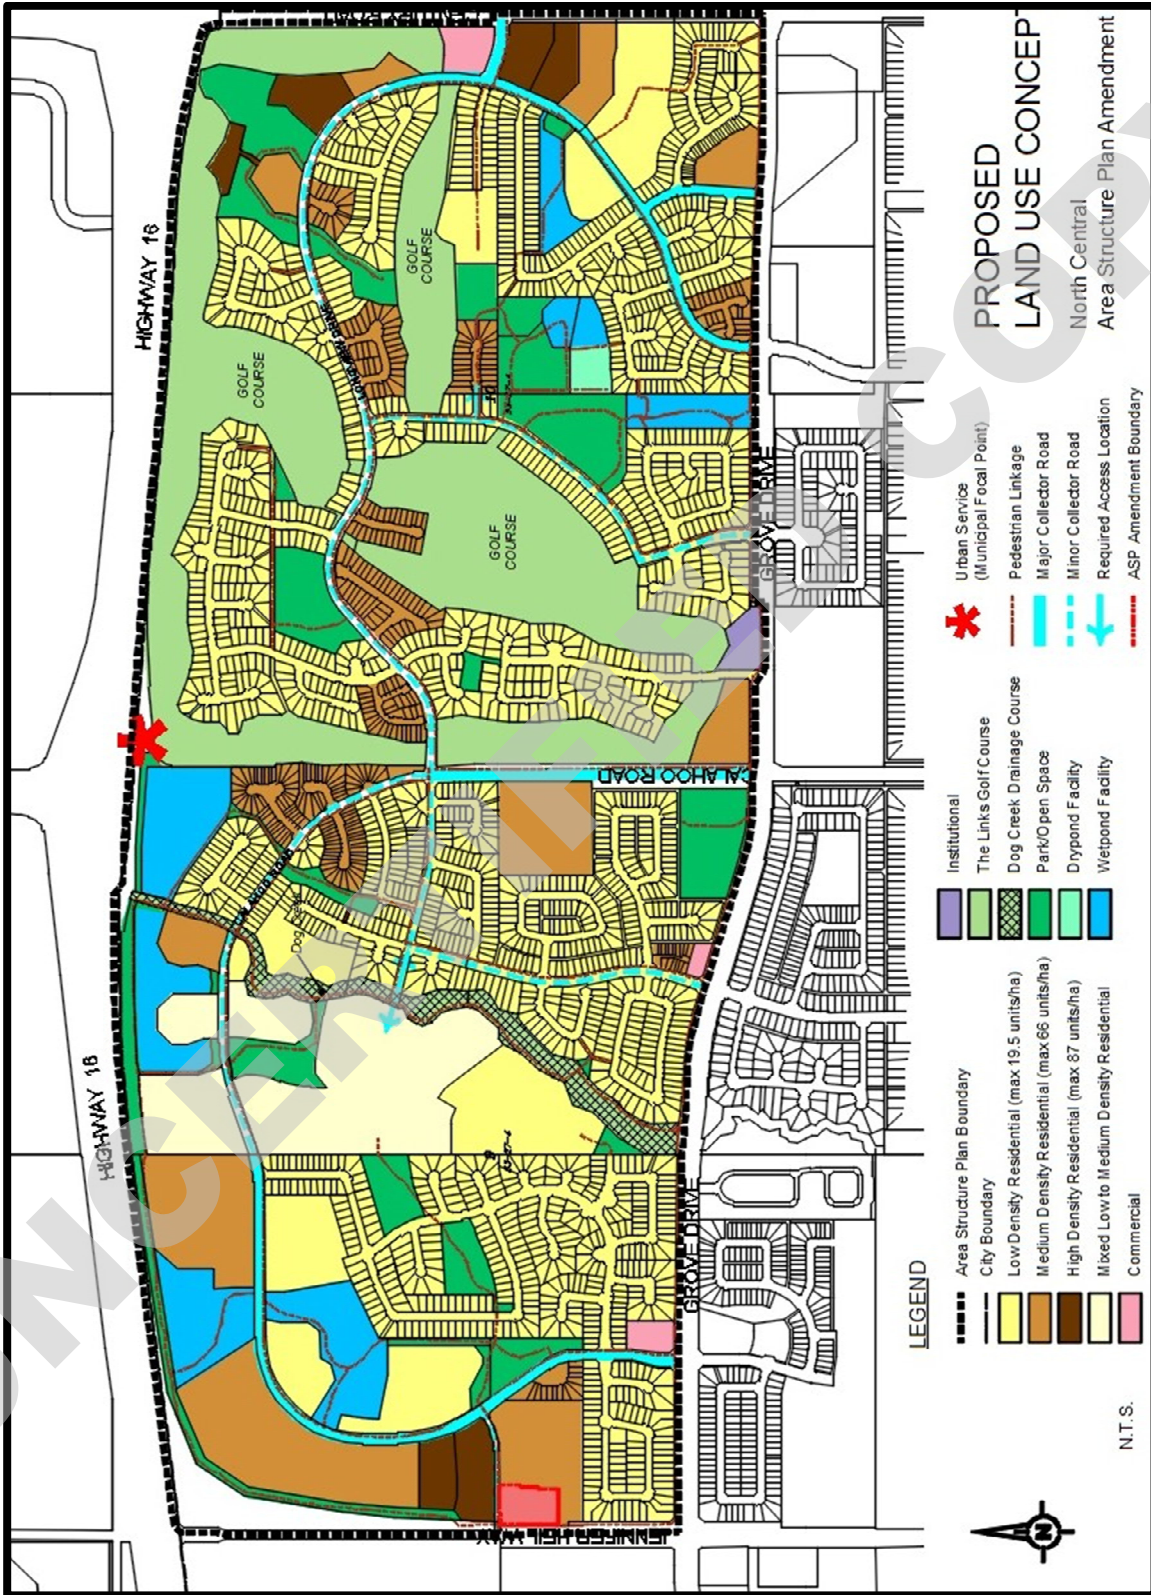 HIGHWAY 16
HIGHWAY 16
GOLF
COURSE
GOLF
COURSE
GOLF
COURSE
CALAHOO ROAD
GROVE DRIVE
GROVE DRIVE
JENNIFER HEIL WAY
PROPOSED
LAND USE CONCEPT
North Central
Area Structure Plan Amendment
LEGEND
Area Structure Plan Boundary
City Boundary
Low Density Residential (max 19.5 units/ha)
Medium Density Residential (max 66 units/ha)
High Density Residential (max 87 units/ha)
Mixed Low to Medium Density Residential
Commercial
Institutional
The Links Golf Course
Dog Creek Drainage Course
Park/Open Space
Drypond Facility
Wetpond Facility
Urban Service
(Municipal Focal Point)
Pedestrian Linkage
Major Collector Road
Minor Collector Road
Required Access Location
ASP Amendment Boundary
N.T.S.
N